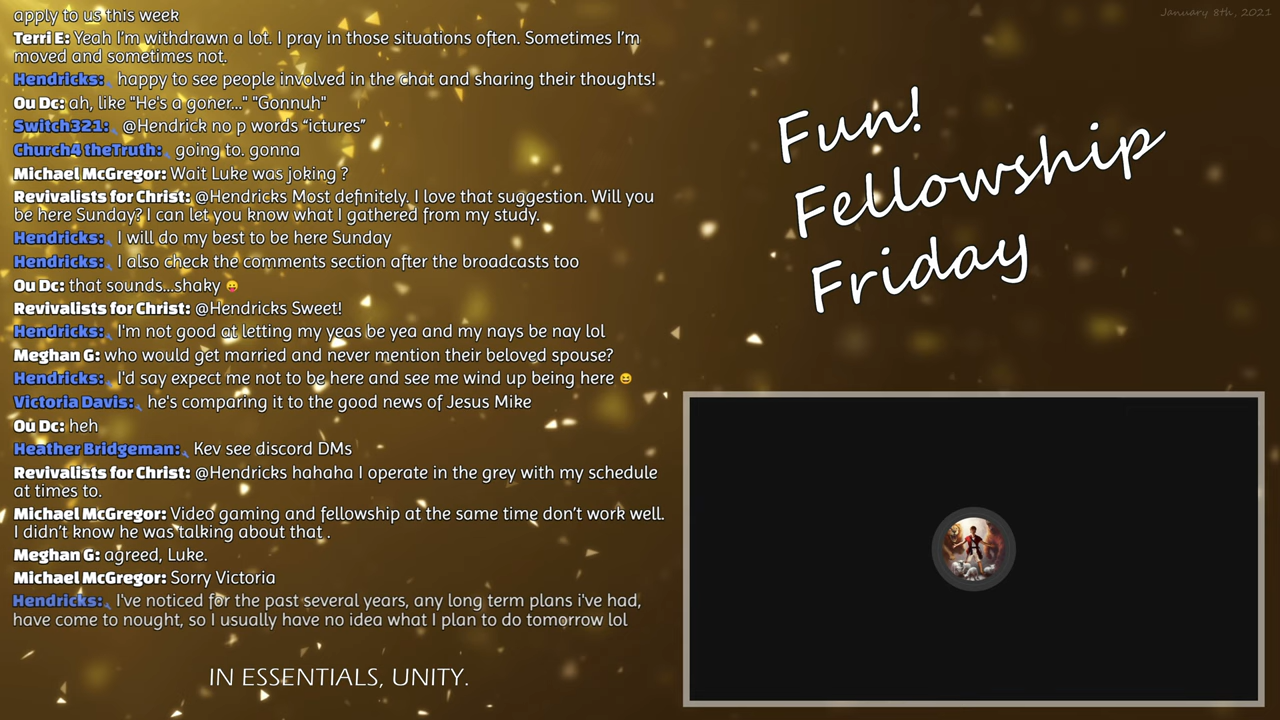 apply to us this week
Terri E: Yeah I'm withdrawn a lot. I pray in those situations often. Sometimes I'm
moved and sometimes not.
Hendricks: happy to see people involved in the chat and sharing their thoughts!
Ou Dc: ah, like "He's a goner..." "Gonnuh"
Switch321: @Hendrick no p words “ictures”
Church4theTruth: going to. gonna
Michael McGregor: Wait Luke was joking ?
Revivalists for Christ: @Hendricks Most definitely. I love that suggestion. Will you
be here Sunday? I can let you know what I gathered from my study.
Hendricks: I will do my best to be here Sunday
Hendricks: I also check the comments section after the broadcasts too
Ou Dc: that sounds...shaky 😛
Revivalists for Christ: @Hendricks Sweet!
Hendricks: I'm not good at letting my yeas be yea and my nays be nay lol
Meghan G: who would get married and never mention their beloved spouse?
Hendricks: I'd say expect me not to be here and see me wind up being here 😆
Victoria Davis: he's comparing it to the good news of Jesus Mike
Ou Dc: heh
Heather Bridgeman: Kev see discord DMs
Revivalists for Christ: @Hendricks hahaha I operate in the grey with my schedule
at times to.
Michael McGregor: Video gaming and fellowship at the same time don’t work well.
I didn’t know he was talking about that .
Meghan G: agreed, Luke.
Michael McGregor: Sorry Victoria
Hendricks: I've noticed for the past several years, any long term plans i've had,
have come to nought, so I usually have no idea what I plan to do tomorrow lol
IN ESSENTIALS, UNITY.
January 8th, 2021
Fun!
Fellowship
Friday